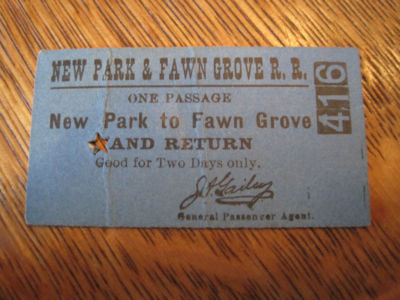 NEW PARK & FAWN GROVE R. R.
416
ONE PASSAGE
New Park to Fawn Grove
AND RETURN
Good for Two Days only.
General Passenger Agent.